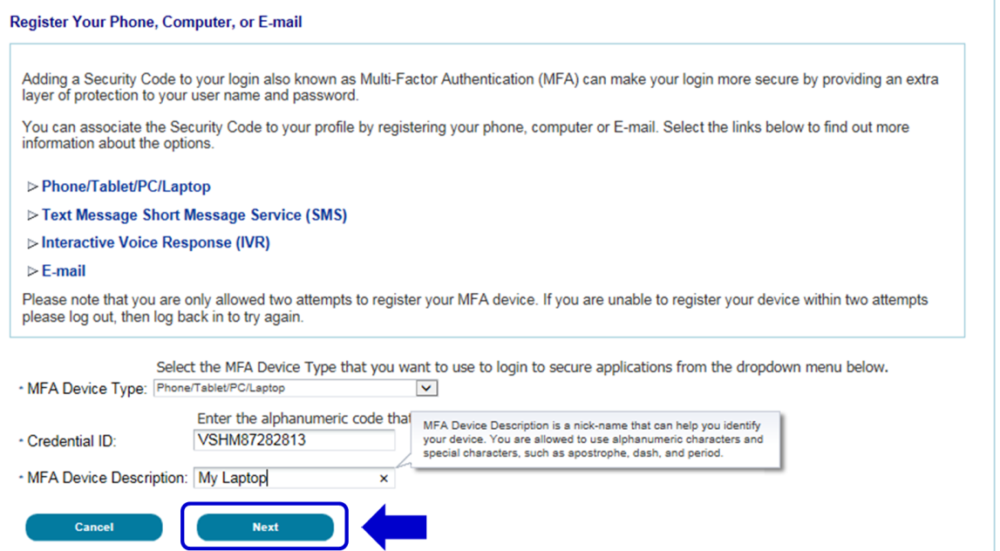 Register Your Phone, Computer, or E-mail
Adding a Security Code to your login also known as Multi-Factor Authentication (MFA) can make your login more secure by providing an extra
layer of protection to your user name and password.
You can associate the Security Code to your profile by registering your phone, computer or E-mail. Select the links below to find out more
information about the options.
Phone/Tablet/PC/Laptop
Text Message Short Message Service (SMS)
Interactive Voice Response (IVR)
E-mail
Please note that you are only allowed two attempts to register your MFA device. If you are unable to register your device within two attempts
please log out, then log back in to try again.
Select the MFA Device Type that you want to use to login to secure applications from the dropdown menu below.
MFA Device Type: Phone/Tablet/PC/Laptop
Enter the alphanumeric code that
Credential ID: VSHM87282813
MFA Device Description is a nick-name that can help you identify
your device. You are allowed to use alphanumeric characters and
special characters, such as apostrophe, dash, and period.
MFA Device Description: My Laptop
Cancel
Next